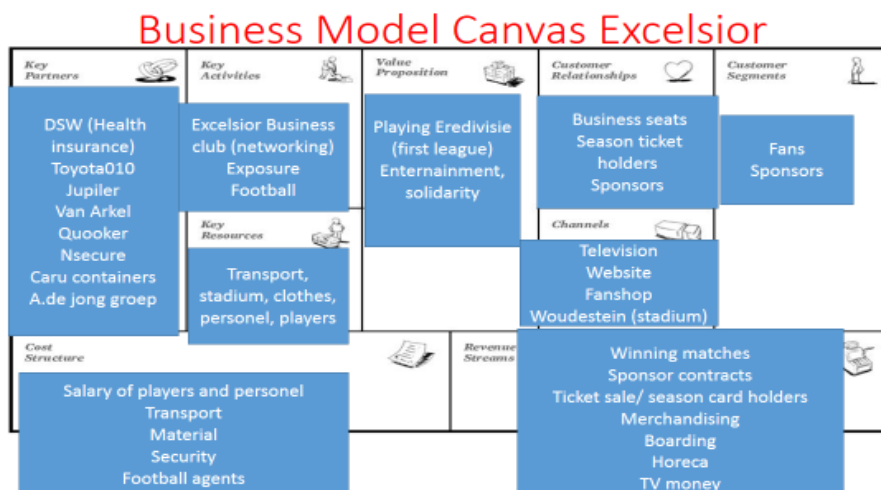 Business Model Canvas Excelsior
Key
Partners
DSW (Health
insurance)
Toyota010
Jupiler
Van Arkel
Quooker
Nsecure
Caru containers
A.de jong groep
Key
Activities
Excelsior Business
club (networking)
Exposure
Football
Key
Resources
Transport,
stadium, clothes,
personel, players
Value
Proposition
Playing Eredivisie
(first league)
Enternainment,
solidarity
Customer
Relationships
Business seats
Season ticket
holders
Sponsors
Channels
Television
Website
Fanshop
Woudestein (stadium)
Customer
Segments
Fans
Sponsors
Cost
Structure
Salary of players and personel
Transport
Material
Security
Football agents
Revenue
Streams
Winning matches
Sponsor contracts
Ticket sale/ season card holders
Merchandising
Boarding
Horeca
TV money